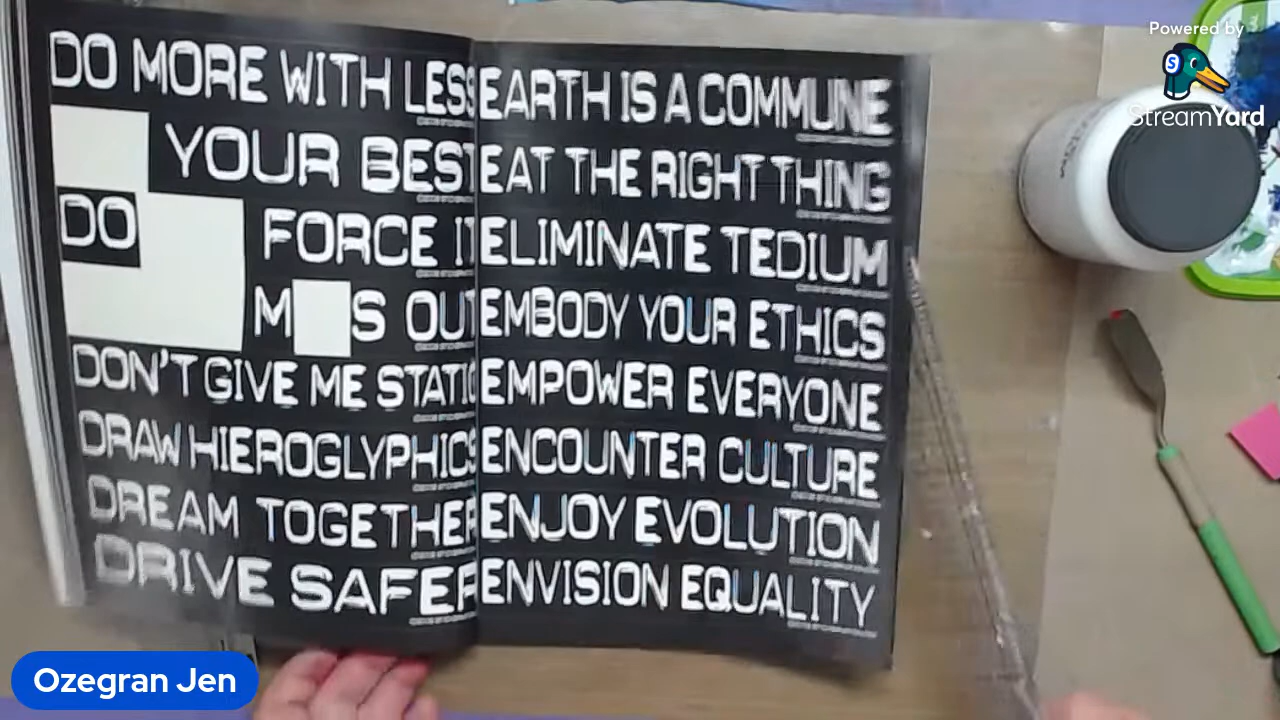 DO MORE WITH LESS
YOUR BEST
DO FORCE IT
M S OUT
DON'T GIVE ME STATIC
DRAW HIEROGLYPHICS
DREAM TOGETHER
DRIVE SAFER
EARTH IS A COMMUNE
EAT THE RIGHT THING
ELIMINATE TEDIUM
EMBODY YOUR ETHICS
EMPOWER EVERYONE
ENCOUNTER CULTURE
ENJOY EVOLUTION
ENVISION EQUALITY
Powered by
StreamYard
Ozegran Jen